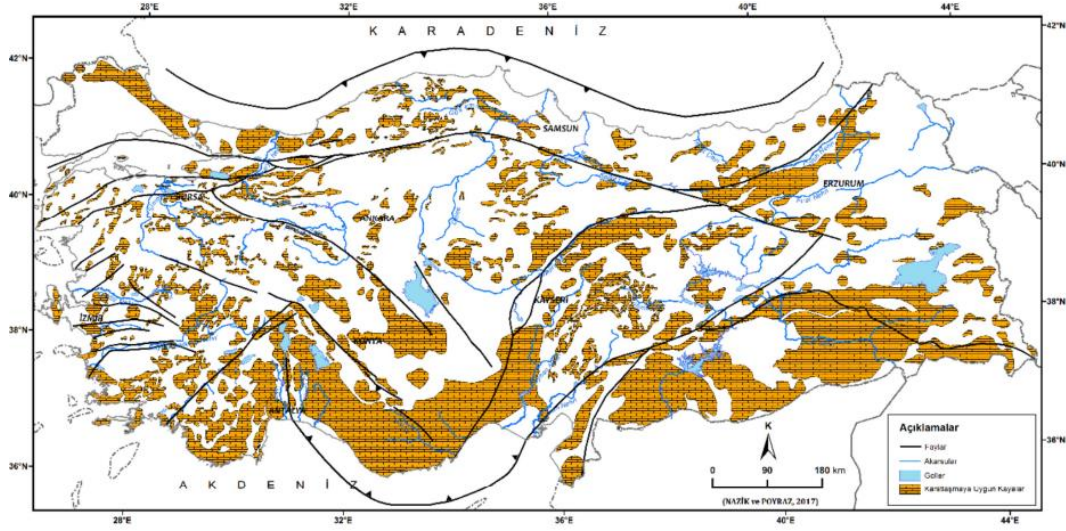 28°E 32°E 36°E 40°E 44°E
K A R A D E N İ Z
42°N 42°N
SAMSUN
40°N 40°N
ERZURUM
BURSA
ANKARA
KAYSERİ
İZMİR
38°N 38°N
KONYA
ANTALYA
36°N 36°N
A K D E N İ Z
K
0 90 180 km
(NAZİK ve POYRAZ, 2017)
Açıklamalar
Faylar
Akarsular
Göller
Karstlaşmaya Uygun Kayalar
28°E 32°E 36°E 40°E 44°E